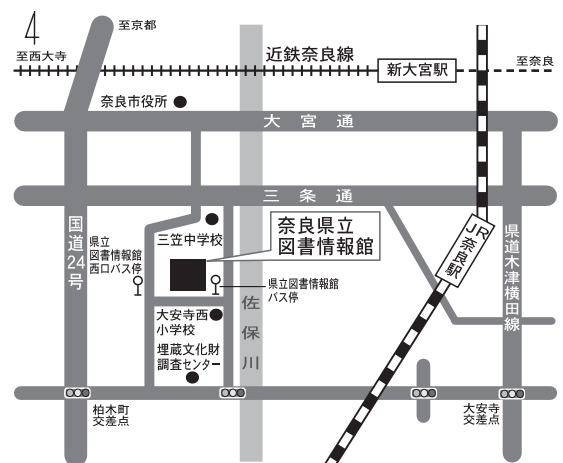 4
至京都
至西大寺
近鉄奈良線
新大宮駅
至奈良
奈良市役所
大宮通
三条通
国道24号
県立
図書情報館
西口バス停
三笠中学校
奈良県立
図書情報館
JR奈良駅
県道木津横田線
県立図書情報館
バス停
佐保川
大安寺西
小学校
埋蔵文化財
調査センター
柏木町
交差点
大安寺
交差点